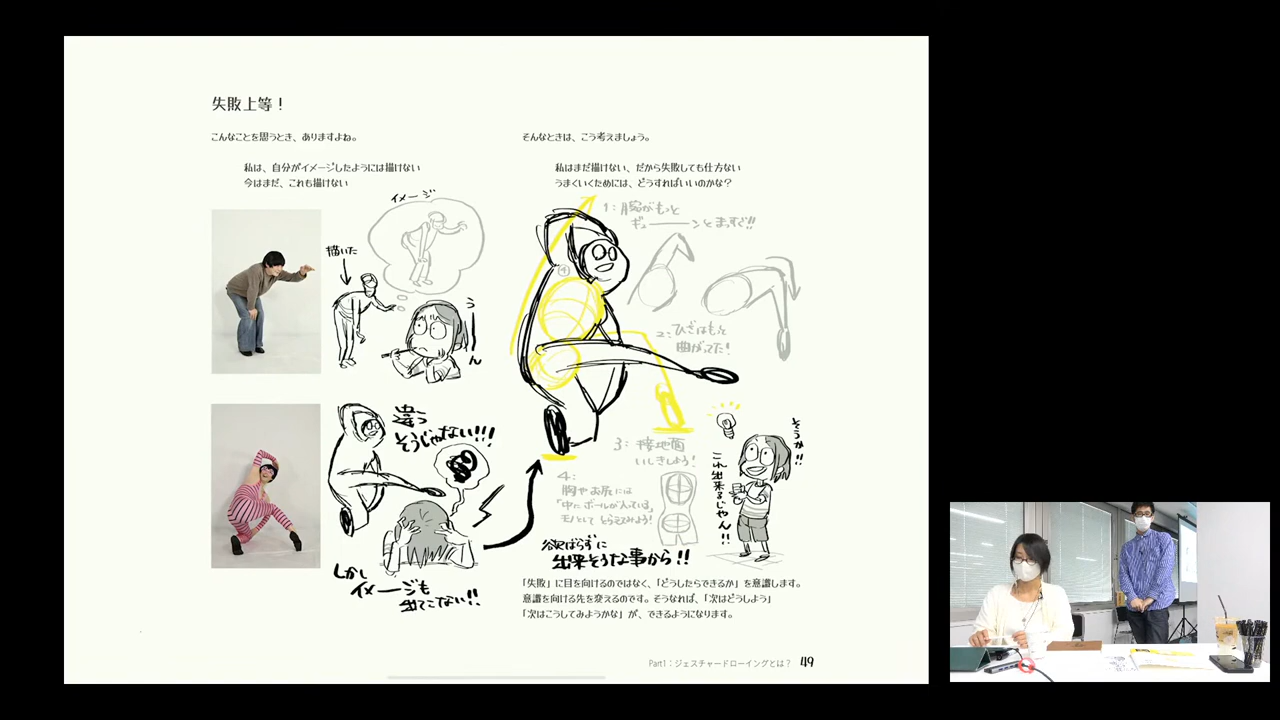 失敗上等！
こんなことを思うとき、ありますよね。
私は、自分がイメージしたようには描けない
今はまだ、これも描けない
イメージ
描いた
うーん
違う
そうじゃない!!!
しかし
イメージも
出てこない!!
そんなときは、こう考えましょう。
私はまだ描けない、だから失敗しても仕方ない
うまくいくためには、どうすればいいのかな？
1:腕がもっと
ギューーンとまっすぐ!!
2:ひざはもっと
曲がってた!
3:接地面
いしきしよう!
4:
胸やお尻には
「中にボールが入っている」
モノとしてとらえてみよう!
そうか!!
これ出来るじゃん!!
欲ばらずに
出来そうな事から!!
「失敗」に目を向けるのではなく、「どうしたらできるか」を意識します。
意識を向ける先を変えるのです。そうなれば、「次はどうしよう」
「次はこうしてみようかな」が、できるようになります。
Part1：ジェスチャードローイングとは？ 49